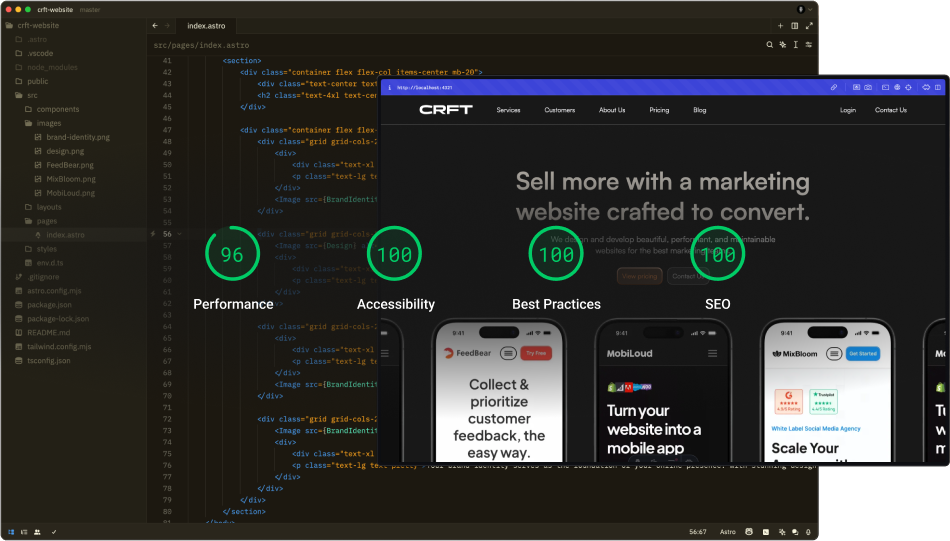 crft-website master
crft-website
index.astro
.astro
.vscode
node_modules
public
src
components
images
brand-identity.png
design.png
FeedBear.png
MixBloom.png
MobiLoud.png
layouts
pages
index.astro
styles
env.d.ts
.gitignore
astro.config.mjs
package.json
package-lock.json
README.md
tailwind.config.mjs
tsconfig.json
src/pages/index.astro
41 <section>
42 <div class="container flex flex-col items-center mb-20">
43 <div class="text-center tex
44 <h2 class="text-4xl text-cen
45 </div>
46
47 <div class="container flex flex-
48 <div class="grid grid-cols-2
49 <div>
50 <div class="text-xl
51 <p class="text-lg te
52 </div>
53 <Image src={BrandIdentit
54 </div>
55
56 <div class="grid grid-cols-
57 <Image src={Design}
58 <div>
59 <div class="text-xl
60 <p class="text-lg te
61 </div>
62 </div>
63
64 <div class="grid grid-cols-2
65 <div>
66 <div class="text-xl
67 <p class="text-lg te
68 </div>
69 <Image src={BrandIdentit
70 </div>
71
72 <div class="grid grid-cols-2
73 <Image src={BrandIdentit
74 <div>
75 <div class="text-xl
76 <p class="text-lg text-pretty">Your brand identity serves as the foundation of your online presence. With stunning design
77 </div>
78 </div>
79 </div>
80 </section>
81 </body>
http://localhost:4321
CRFT Services Customers About Us Pricing Blog Login Contact Us
Sell more with a marketing
website crafted to convert.
We design and develop beautiful, performant, and maintainable
websites for the best marketing
View pricing Contact Us
96 100 100 100
Performance Accessibility Best Practices SEO
9:41
FeedBear Try Free
Collect &
prioritize
customer
feedback, the
easy way.
9:41
MobiLoud
Turn your
website into a
mobile app
9:41
MixBloom Get Started
4.9/5 Rating
Trustpilot
4.4/5 Rating
White Label Social Media Agency
Scale Your
9:41
56:67 Astro